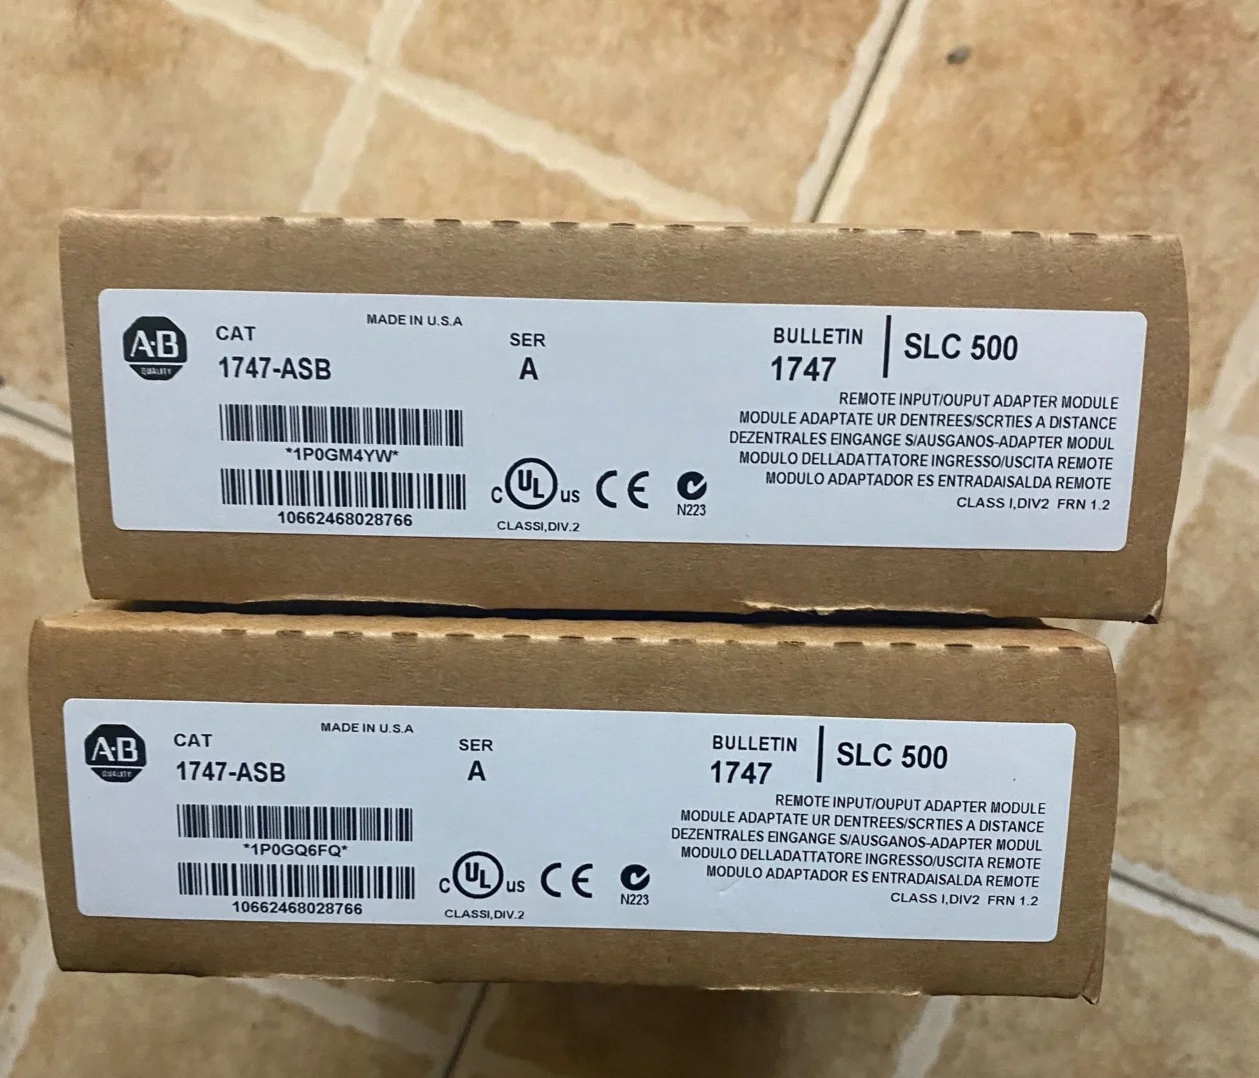 A·B
QUALITY
CAT
1747-ASB
MADE IN U.S.A
SER
A
BULLETIN
1747
SLC 500
*1P0GM4YW*
10662468028766
C UL US
CLASSI,DIV.2
CE
N223
REMOTE INPUT/OUPUT ADAPTER MODULE
MODULE ADAPTATE UR DENTREES/SCRTIES A DISTANCE
DEZENTRALES EINGANGE S/AUSGANOS-ADAPTER MODUL
MODULO DELLADATTATORE INGRESSO/USCITA REMOTE
MODULO ADAPTADOR ES ENTRADAISALDA REMOTE
CLASS I,DIV2 FRN 1.2
A·B
QUALITY
CAT
1747-ASB
MADE IN U.S.A
SER
A
BULLETIN
1747
SLC 500
*1P0GQ6FQ*
10662468028766
C UL US
CLASSI,DIV.2
CE
N223
REMOTE INPUT/OUPUT ADAPTER MODULE
MODULE ADAPTATE UR DENTREES/SCRTIES A DISTANCE
DEZENTRALES EINGANGE S/AUSGANOS-ADAPTER MODUL
MODULO DELLADATTATORE INGRESSO/USCITA REMOTE
MODULO ADAPTADOR ES ENTRADAISALDA REMOTE
CLASS I,DIV2 FRN 1.2